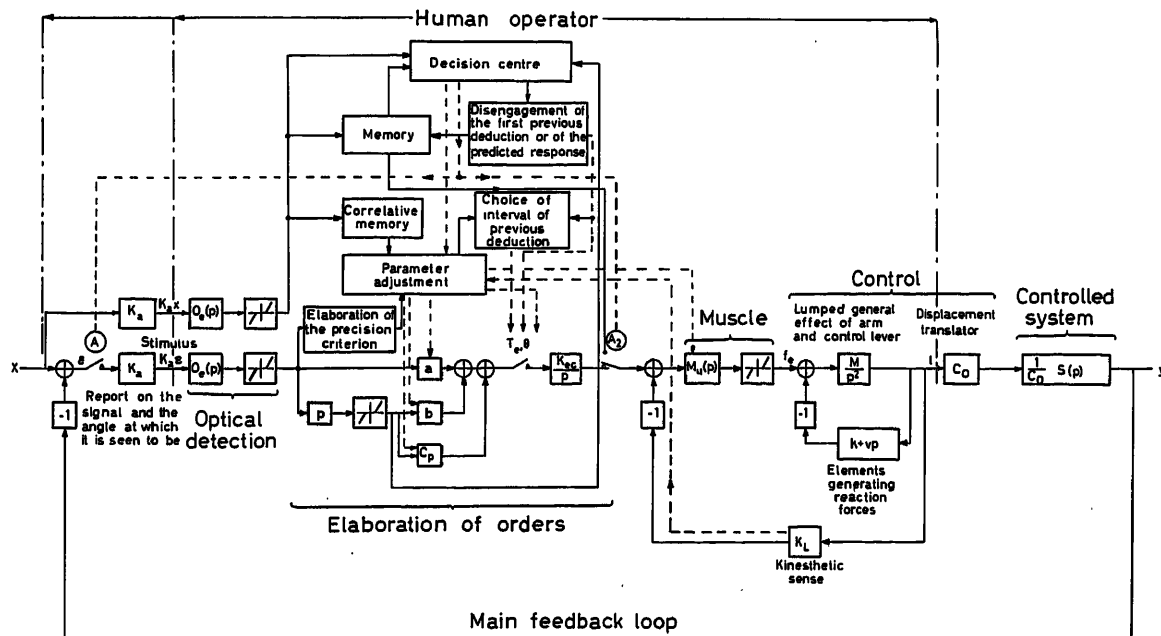 Human operator
Decision centre
Disengagement of
the first previous
deduction or of the
predicted response
Memory
Correlative
memory
Choice of
interval of
previous
deduction
Parameter
adjustment
Elaboration of
the precision
criterion
Control
Lumped general
effect of arm
and control lever
Displacement
translator
Controlled
system
Muscle
Kₐ
Kₐx
Oₑ(p)
A
Stimulus
x
ε
Kₐ
Kₐε
Oₑ(p)
-1
Report on the
signal and the
angle at which
it is seen to be
Optical
detection
a
p
b
Cp
Tₑ,θ
Kec
p
A₂
-1
Mu(p)
fe
M
p²
-1
k+vp
Elements
generating
reaction
forces
l
C₀
1
C₀
S(p)
y
Elaboration of orders
K_L
Kinesthetic
sense
Main feedback loop